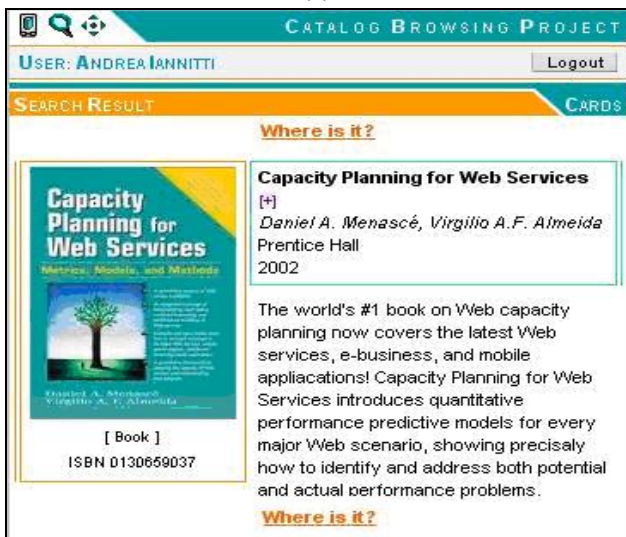 CATALOG BROWSING PROJECT
USER: ANDREA IANNITTI
Logout
SEARCH RESULT
CARDS
Where is it?
Capacity
Planning for
Web Services
Metrics, Models, and Methods
Daniel A. Menascé
Virgilio A. F. Almeida
[ Book ]
ISBN 0130659037
Capacity Planning for Web Services
[+]
Daniel A. Menascé, Virgilio A.F. Almeida
Prentice Hall
2002
The world's #1 book on Web capacity
planning now covers the latest Web
services, e-business, and mobile
appliacations! Capacity Planning for Web
Services introduces quantitative
performance predictive models for every
major Web scenario, showing precisaly
how to identify and address both potential
and actual performance problems.
Where is it?